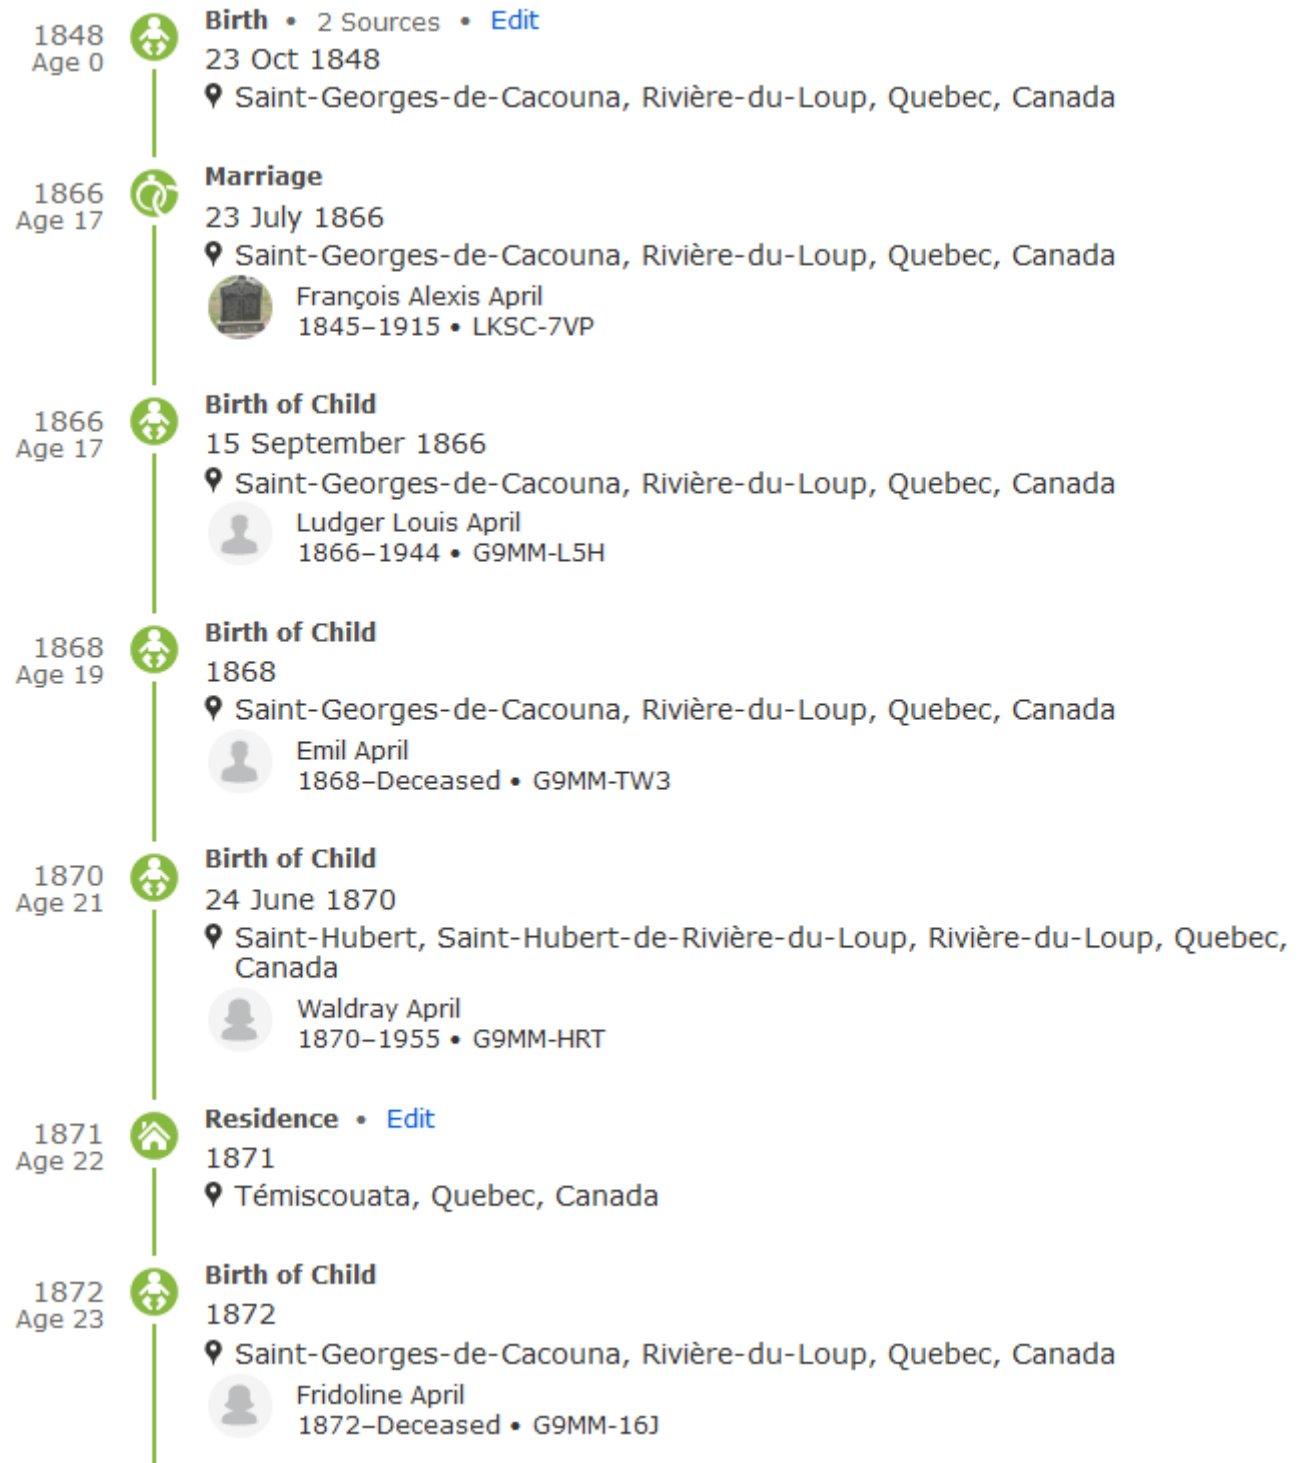 1848
Age 0
Birth • 2 Sources • Edit
23 Oct 1848
Saint-Georges-de-Cacouna, Rivière-du-Loup, Quebec, Canada
1866
Age 17
Marriage
23 July 1866
Saint-Georges-de-Cacouna, Rivière-du-Loup, Quebec, Canada
François Alexis April
1845–1915 • LKSC-7VP
1866
Age 17
Birth of Child
15 September 1866
Saint-Georges-de-Cacouna, Rivière-du-Loup, Quebec, Canada
Ludger Louis April
1866–1944 • G9MM-L5H
1868
Age 19
Birth of Child
1868
Saint-Georges-de-Cacouna, Rivière-du-Loup, Quebec, Canada
Emil April
1868–Deceased • G9MM-TW3
1870
Age 21
Birth of Child
24 June 1870
Saint-Hubert, Saint-Hubert-de-Rivière-du-Loup, Rivière-du-Loup, Quebec,
Canada
Waldray April
1870–1955 • G9MM-HRT
1871
Age 22
Residence • Edit
1871
Témiscouata, Quebec, Canada
1872
Age 23
Birth of Child
1872
Saint-Georges-de-Cacouna, Rivière-du-Loup, Quebec, Canada
Fridoline April
1872–Deceased • G9MM-16J